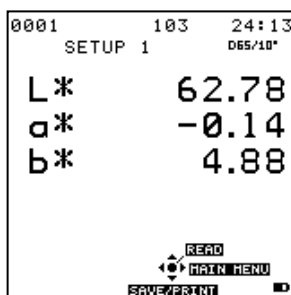 0001 103 24:13
SETUP 1 D65/10°
L* 62.78
a* -0.14
b* 4.88
READ
MAIN MENU
SAVE/PRINT